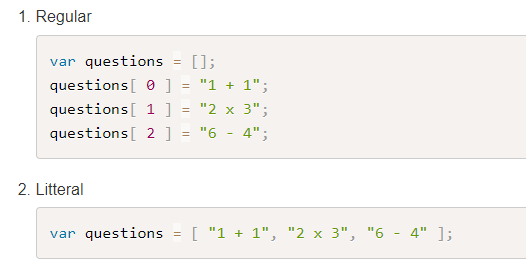 1. Regular
var questions = [];
questions[ 0 ] = "1 + 1";
questions[ 1 ] = "2 x 3";
questions[ 2 ] = "6 - 4";
2. Litteral
var questions = [ "1 + 1", "2 x 3", "6 - 4" ];